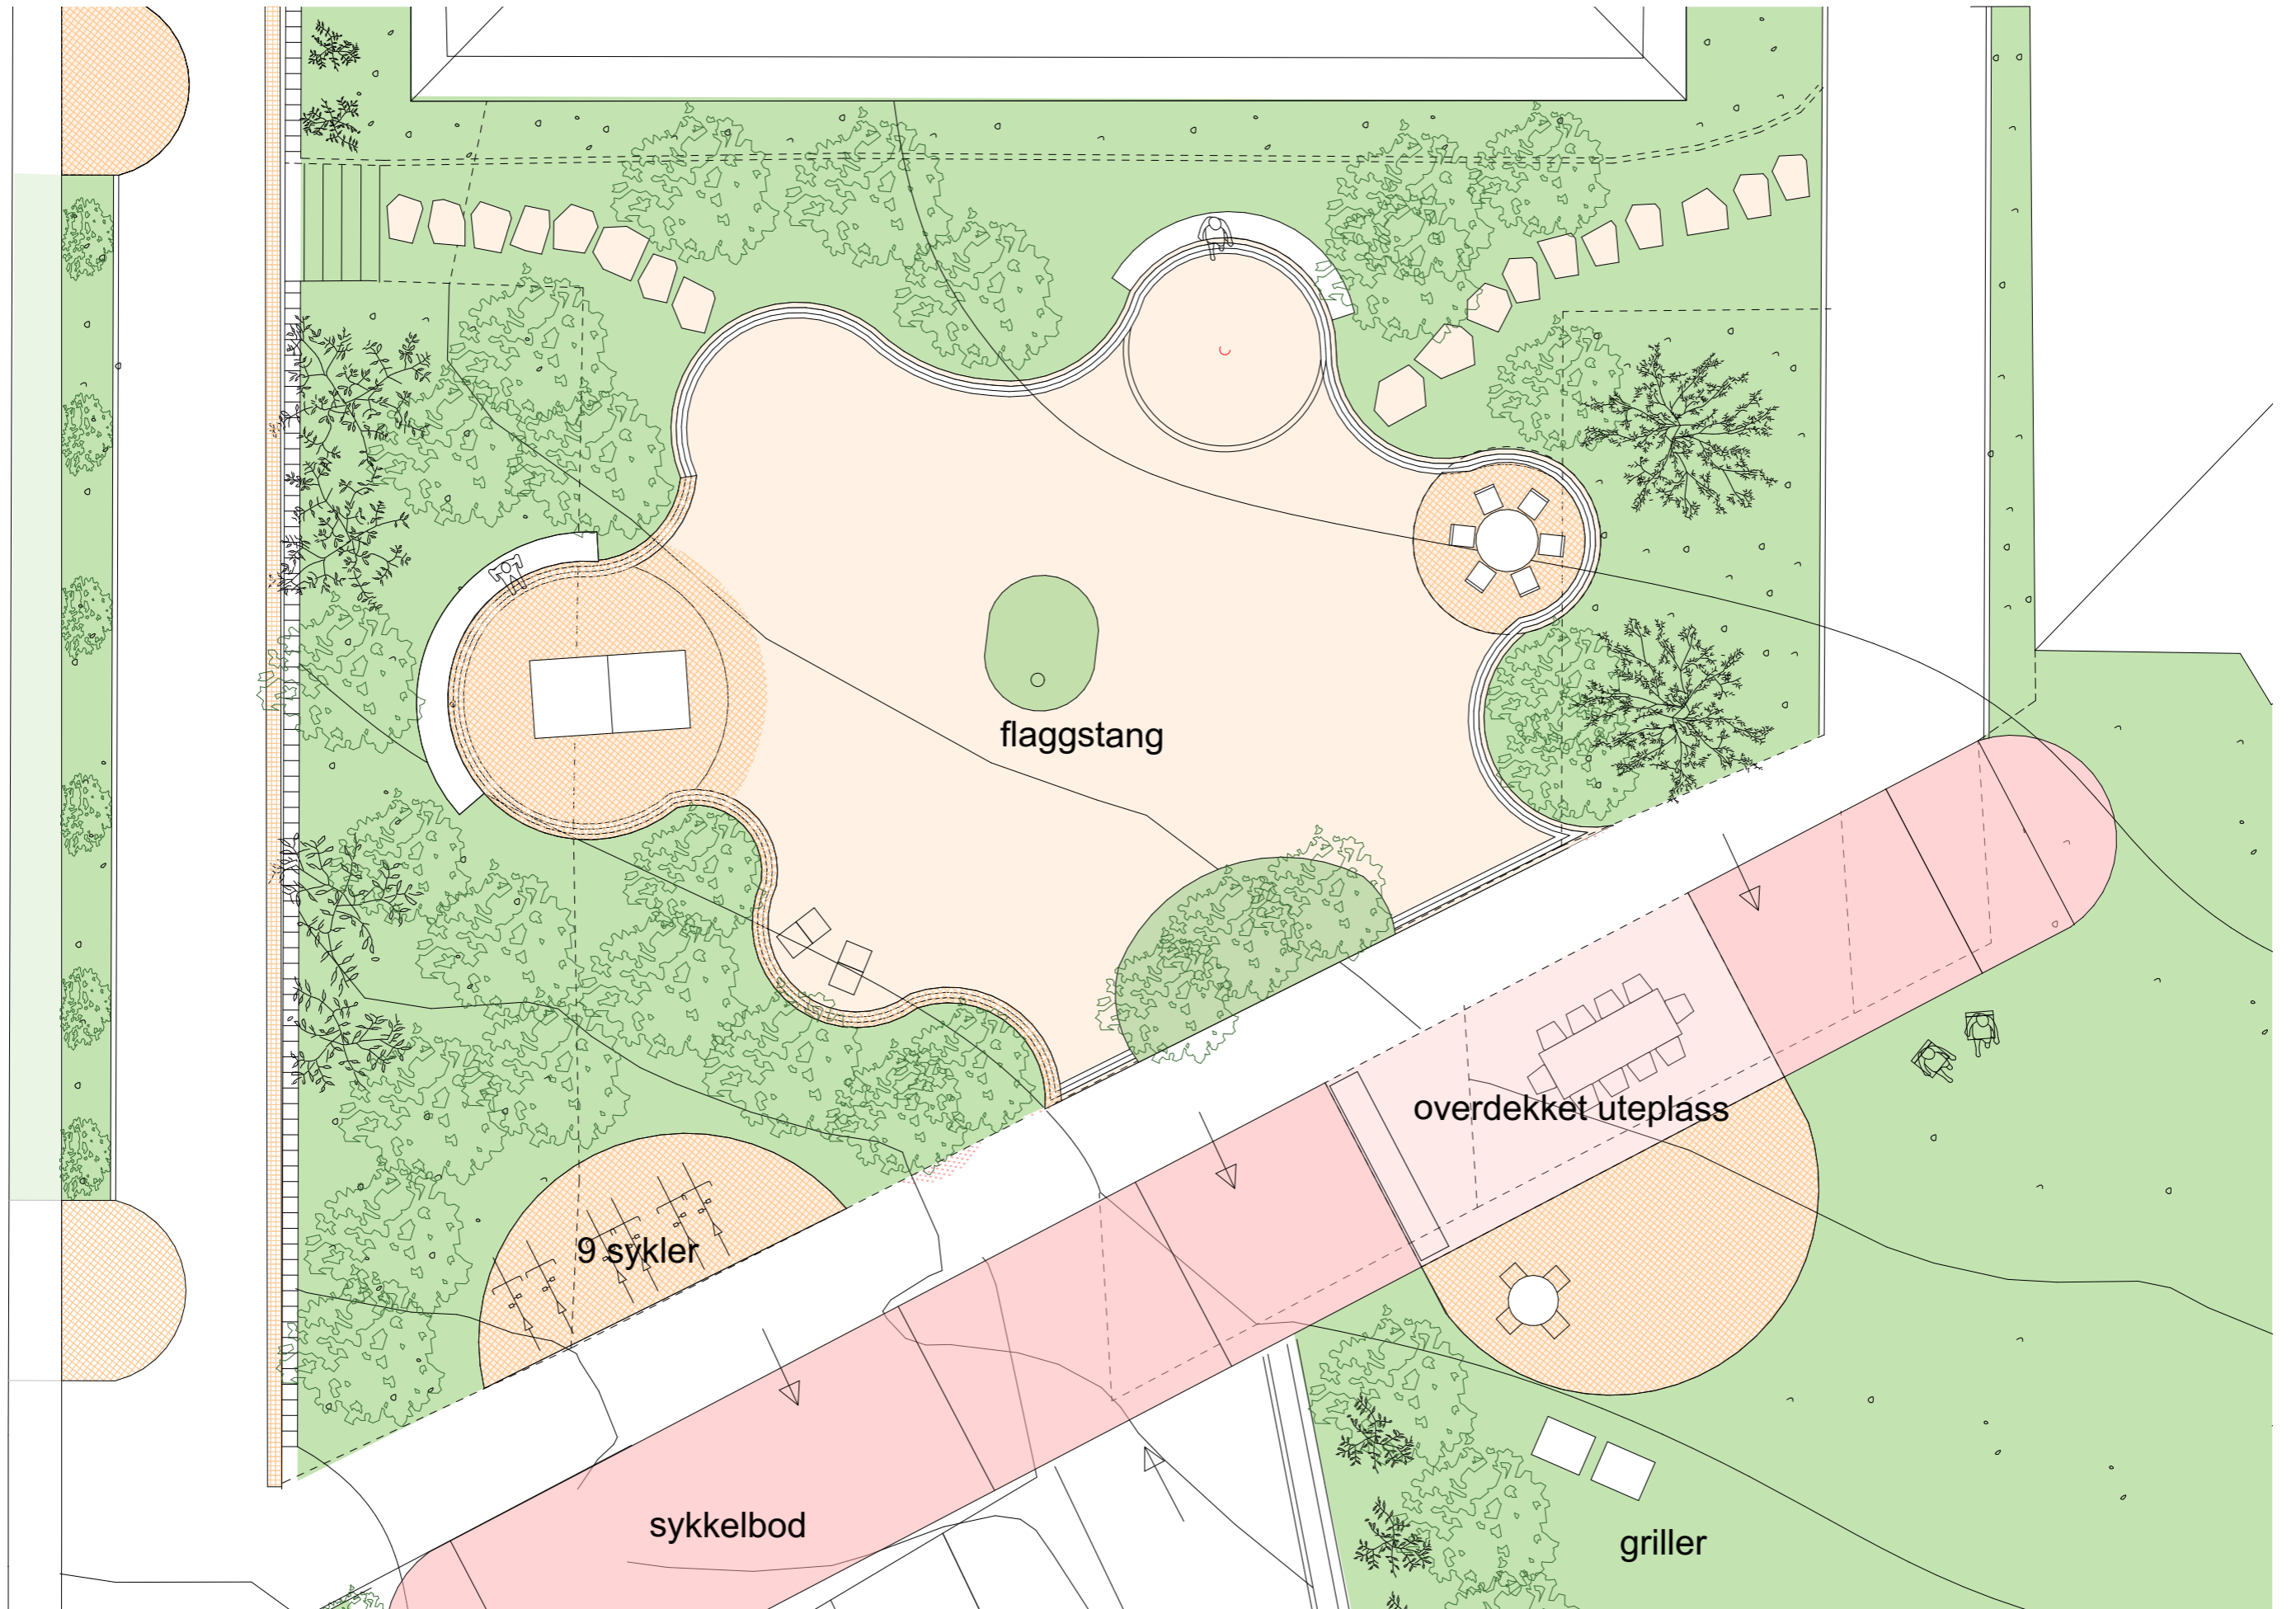 flaggstang
overdekket uteplass
9 sykler
sykkelbod
griller